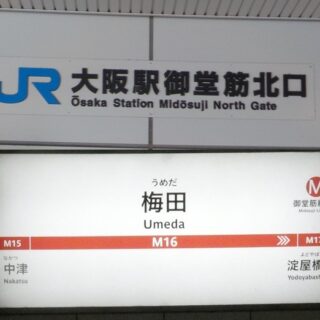 JR 大阪駅御堂筋北口
Ōsaka Station Midōsuji North Gate
うめだ
梅田
Umeda
M
御堂筋線
M15 M16 M17
なかつ
中津
Nakatsu
よどやばし
淀屋橋
Yodoyabashi